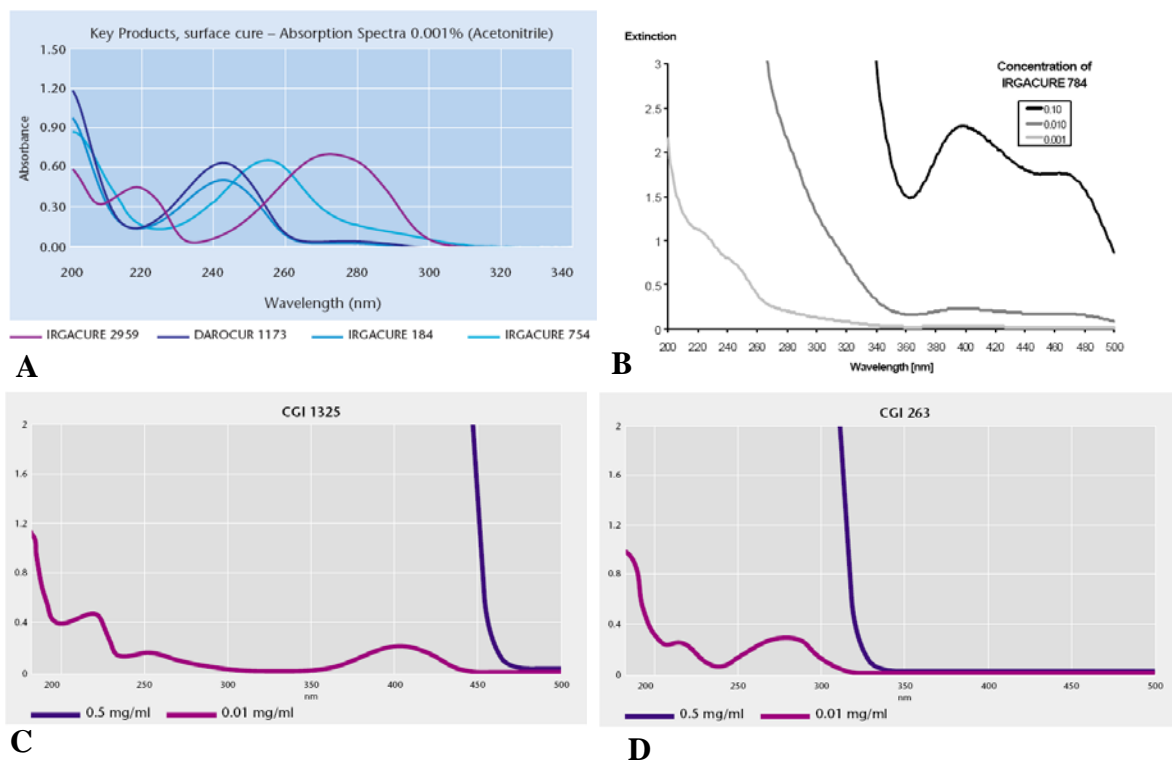 Key Products, surface cure – Absorption Spectra 0.001% (Acetonitrile)
1.50
1.20
0.90
0.60
0.30
0.00
Absorbance
200 220 240 260 280 300 320 340
Wavelength (nm)
IRGACURE 2959 DAROCUR 1173 IRGACURE 184 IRGACURE 754
A
Extinction
3
2.5
2
1.5
1
0.5
0
Concentration of
IRGACURE 784
0.10
0.010
0.001
200 220 240 260 280 300 320 340 360 380 400 420 440 460 480 500
Wavelength [nm]
B
CGI 1325
2
1.6
1.2
0.8
0.4
0
200 250 300 350 400 450 500
nm
0.5 mg/ml 0.01 mg/ml
C
CGI 263
2
1.6
1.2
0.8
0.4
0
200 250 300 350 400 450 500
nm
0.5 mg/ml 0.01 mg/ml
D